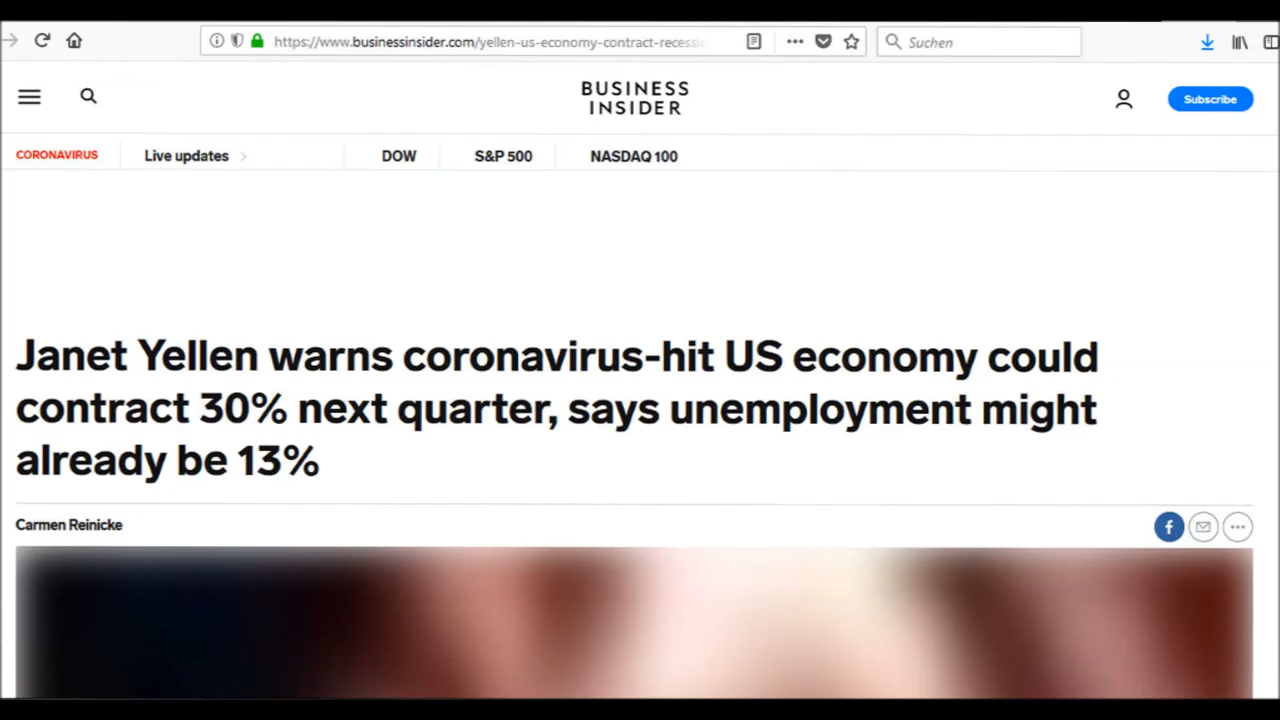 https://www.businessinsider.com/yellen-us-economy-contract-recessi
Suchen
BUSINESS
INSIDER
Subscribe
CORONAVIRUS
Live updates
DOW
S&P 500
NASDAQ 100
Janet Yellen warns coronavirus-hit US economy could
contract 30% next quarter, says unemployment might
already be 13%
Carmen Reinicke